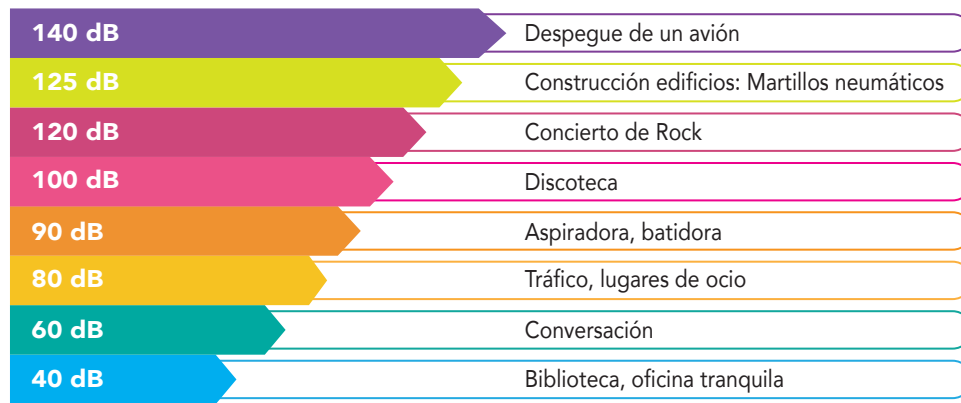 140 dB Despegue de un avión
125 dB Construcción edificios: Martillos neumáticos
120 dB Concierto de Rock
100 dB Discoteca
90 dB Aspiradora, batidora
80 dB Tráfico, lugares de ocio
60 dB Conversación
40 dB Biblioteca, oficina tranquila